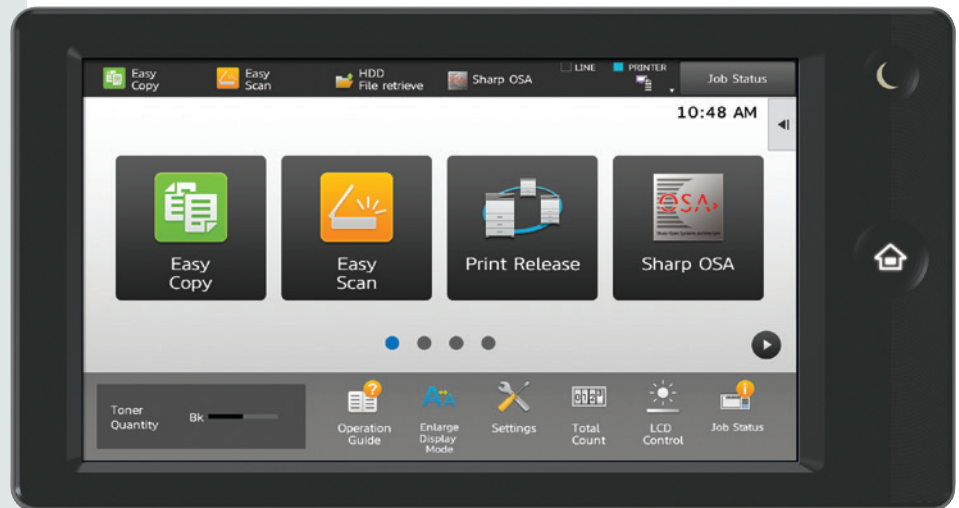 Easy
Copy
Easy
Scan
HDD
File retrieve
Sharp OSA
LINE
PRINTER
Job Status
10:48 AM
Easy
Copy
Easy
Scan
Print Release
OSA
Sharp OSA
Toner
Quantity
Bk
Operation
Guide
Enlarge
Display
Mode
Settings
Total
Count
LCD
Control
Job Status